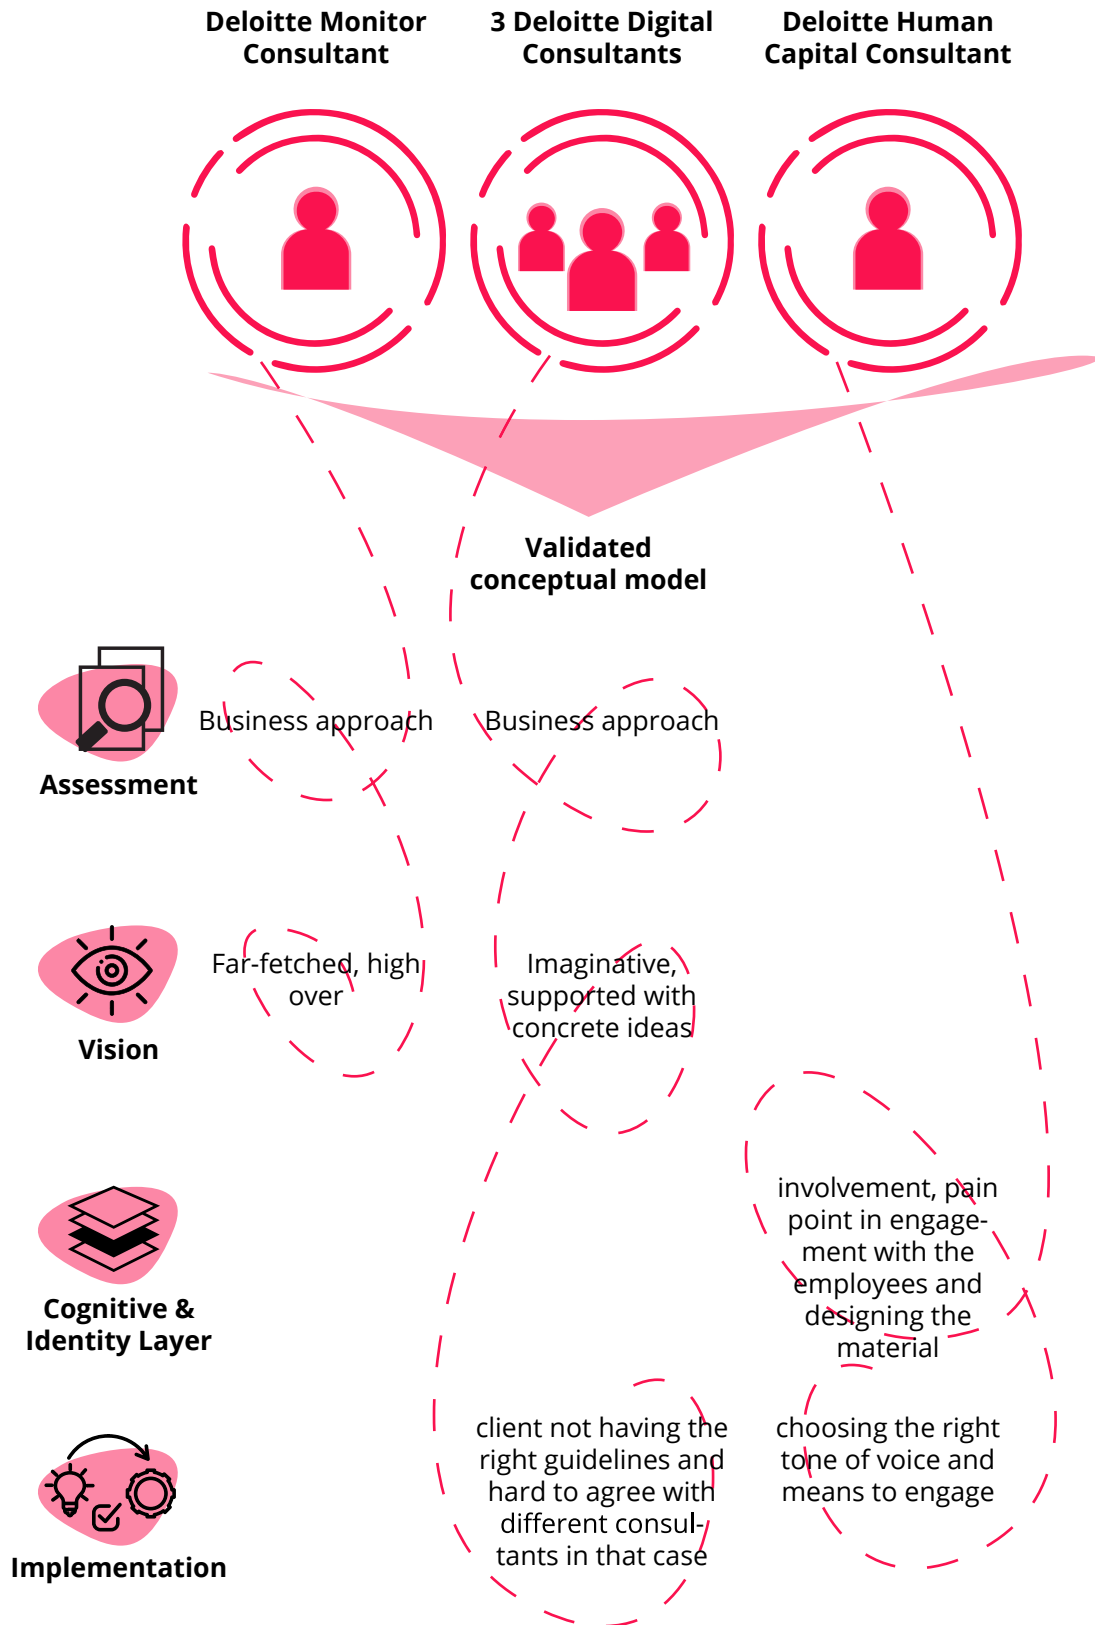 Deloitte Monitor
Consultant
3 Deloitte Digital
Consultants
Deloitte Human
Capital Consultant
Validated
conceptual model
Assessment
Business approach
Business approach
Vision
Far-fetched, high
over
Imaginative,
supported with
concrete ideas
Cognitive &
Identity Layer
involvement, pain
point in engage-
ment with the
employees and
designing the
material
Implementation
client not having the
right guidelines and
hard to agree with
different consul-
tants in that case
choosing the right
tone of voice and
means to engage